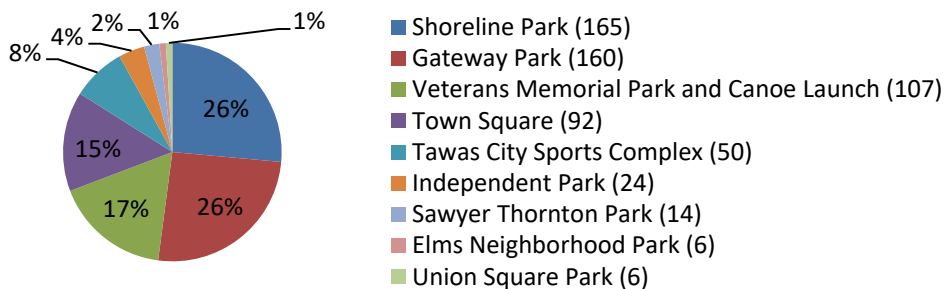 1%
2%
1%
4%
8%
26%
15%
17%
26%
Shoreline Park (165)
Gateway Park (160)
Veterans Memorial Park and Canoe Launch (107)
Town Square (92)
Tawas City Sports Complex (50)
Independent Park (24)
Sawyer Thornton Park (14)
Elms Neighborhood Park (6)
Union Square Park (6)